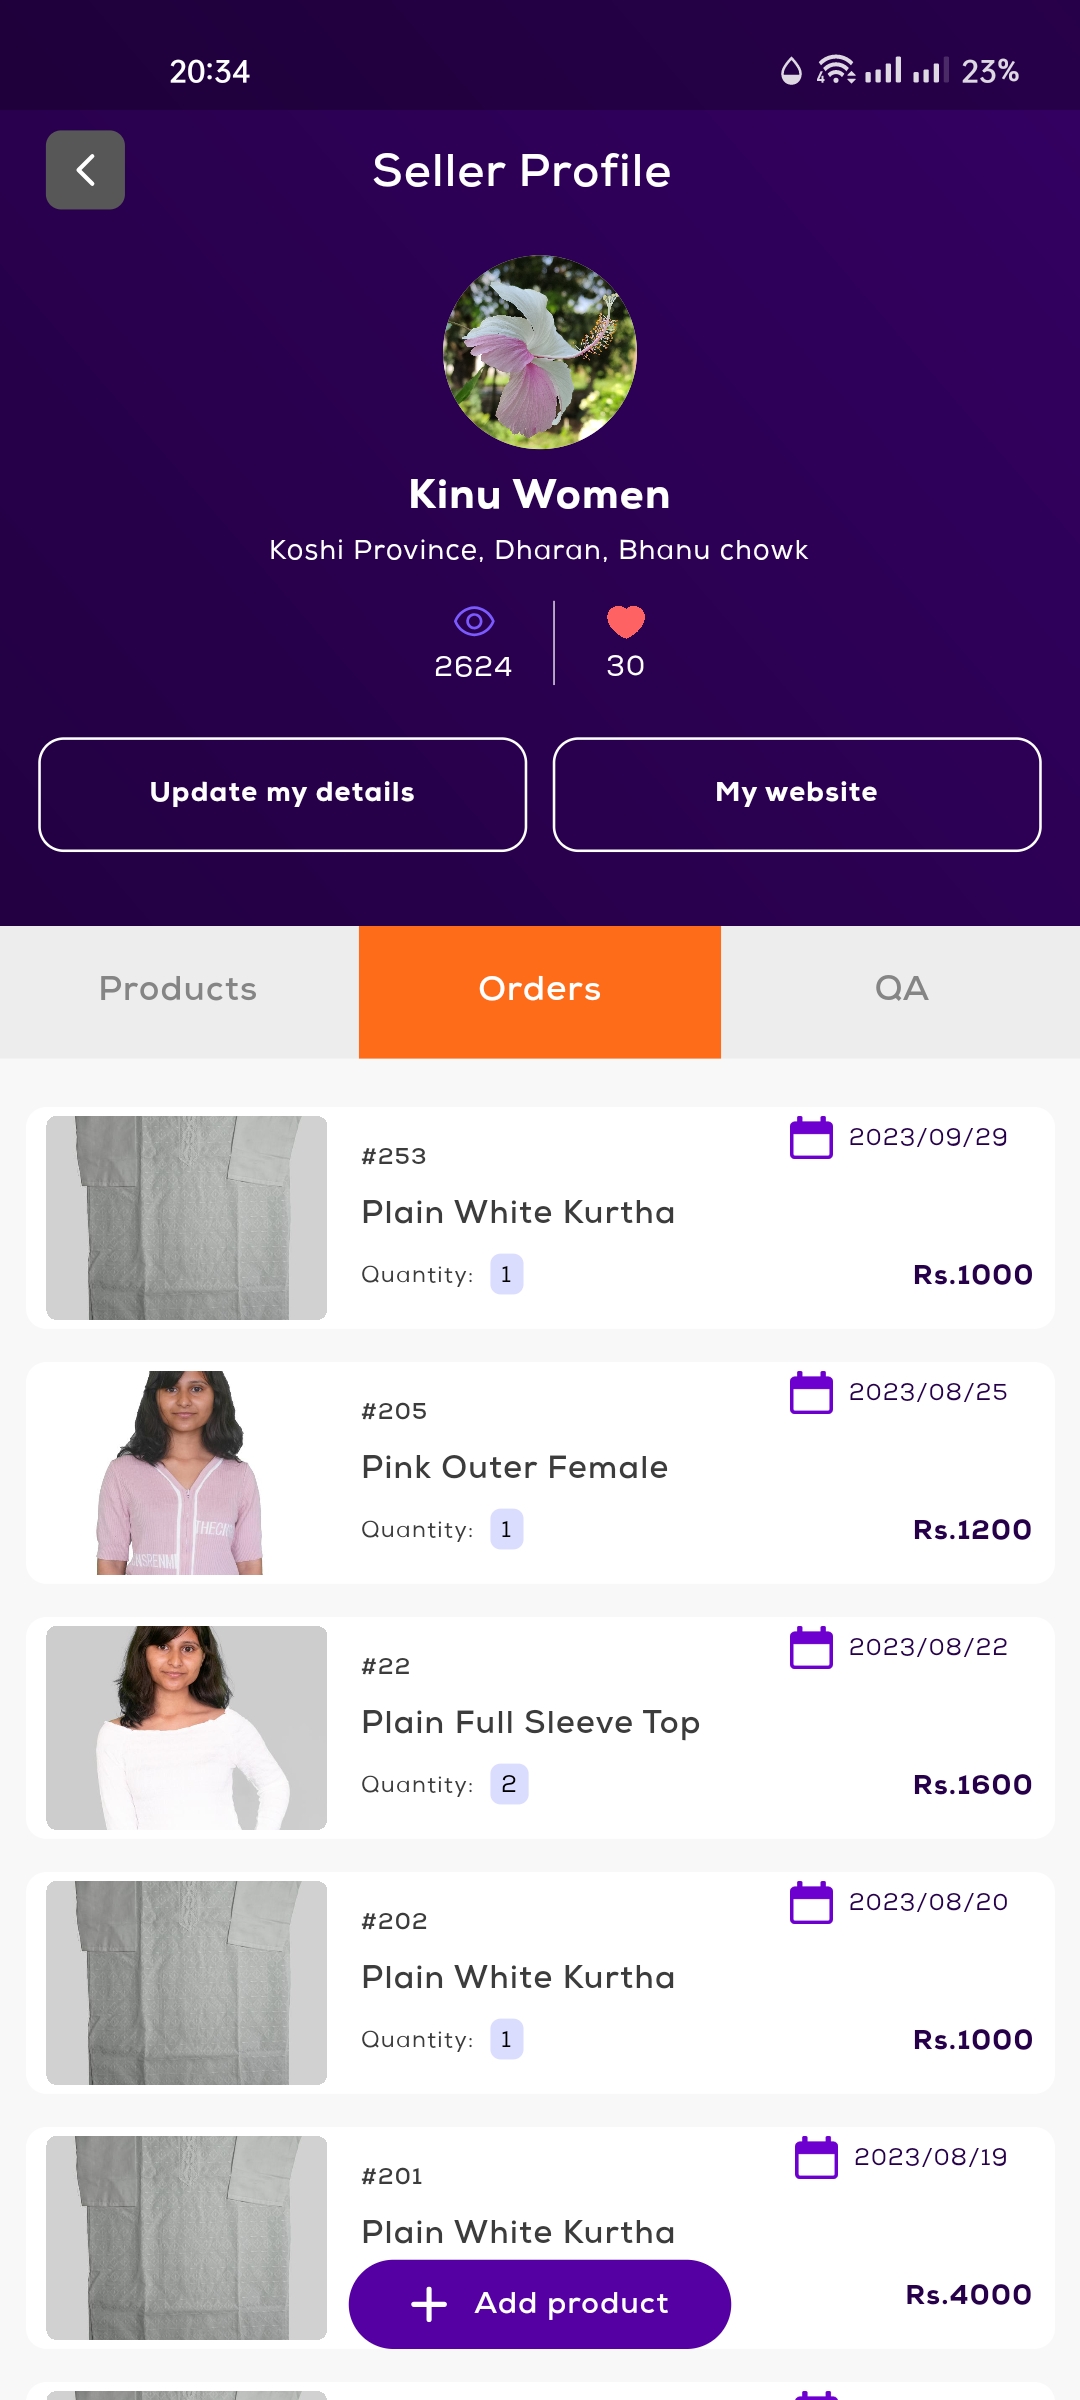 20:34
4
23%
Seller Profile
Kinu Women
Koshi Province, Dharan, Bhanu chowk
2624
30
Update my details
My website
Products
Orders
QA
2023/09/29
#253
Plain White Kurtha
Quantity: 1
Rs.1000
2023/08/25
#205
Pink Outer Female
Quantity: 1
Rs.1200
2023/08/22
#22
Plain Full Sleeve Top
Quantity: 2
Rs.1600
2023/08/20
#202
Plain White Kurtha
Quantity: 1
Rs.1000
2023/08/19
#201
Plain White Kurtha
Rs.4000
Add product